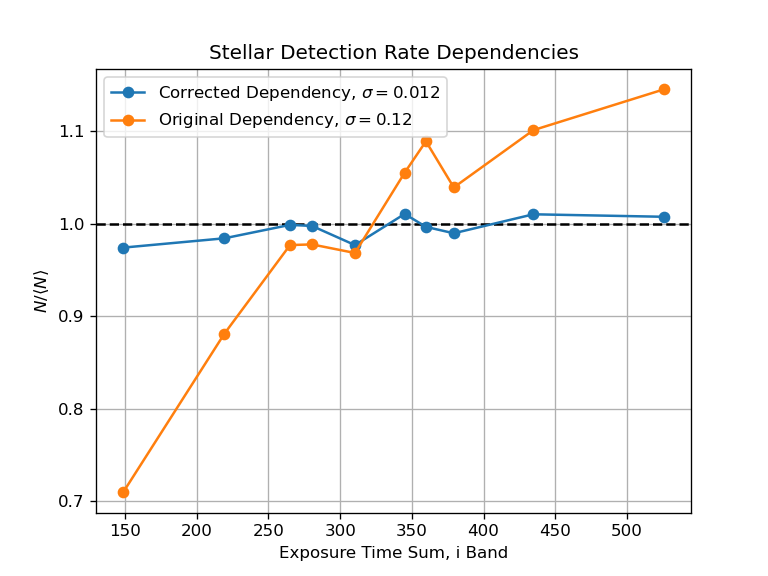 Stellar Detection Rate Dependencies
Corrected Dependency, σ = 0.012
Original Dependency, σ = 0.12
1.1
1.0
0.9
0.8
0.7
N/⟨N⟩
150 200 250 300 350 400 450 500
Exposure Time Sum, i Band